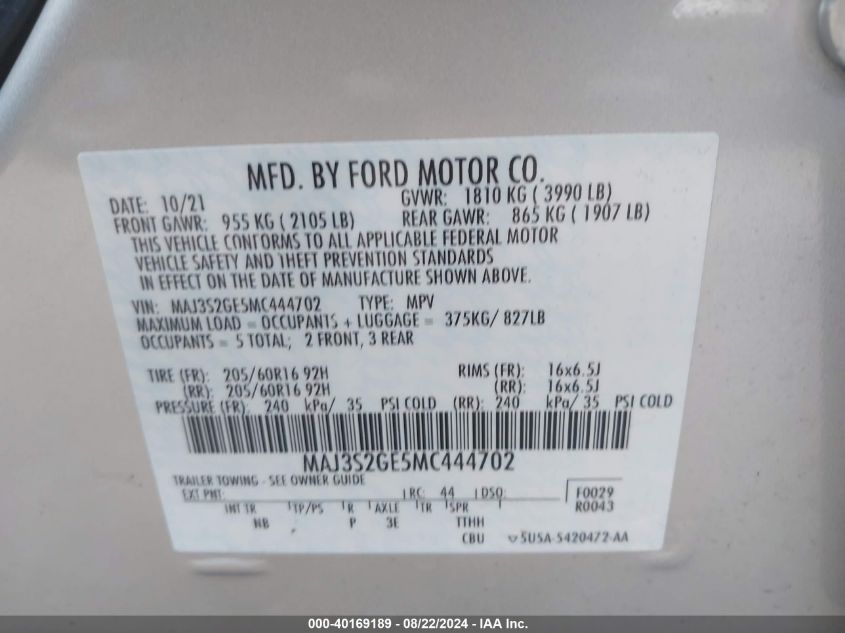 MFD. BY FORD MOTOR CO.
DATE: 10/21 GVWR: 1810 KG ( 3990 LB)
FRONT GAWR: 955 KG ( 2105 LB) REAR GAWR: 865 KG ( 1907 LB)
THIS VEHICLE CONFORMS TO ALL APPLICABLE FEDERAL MOTOR
VEHICLE SAFETY AND THEFT PREVENTION STANDARDS
IN EFFECT ON THE DATE OF MANUFACTURE SHOWN ABOVE.
VIN: MAJ3S2GE5MC444702 TYPE: MPV
MAXIMUM LOAD = OCCUPANTS + LUGGAGE = 375KG/ 827LB
OCCUPANTS = 5 TOTAL; 2 FRONT, 3 REAR
TIRE (FR): 205/60R16 92H RIMS (FR): 16x6.5J
(RR): 205/60R16 92H (RR): 16x6.5J
PRESSURE (FR): 240 kPa/ 35 PSI COLD (RR): 240 kPa/ 35 PSI COLD
MAJ3S2GE5MC444702
TRAILER TOWING - SEE OWNER GUIDE
EXT PNT: RC: 44 DSO: F0029
R0043
INT TR TP/PS R AXLE TR SPR
NB P 3E TTHH
CBU 5U5A-5420472-AA
000-40169189 - 08/22/2024 - IAA Inc.